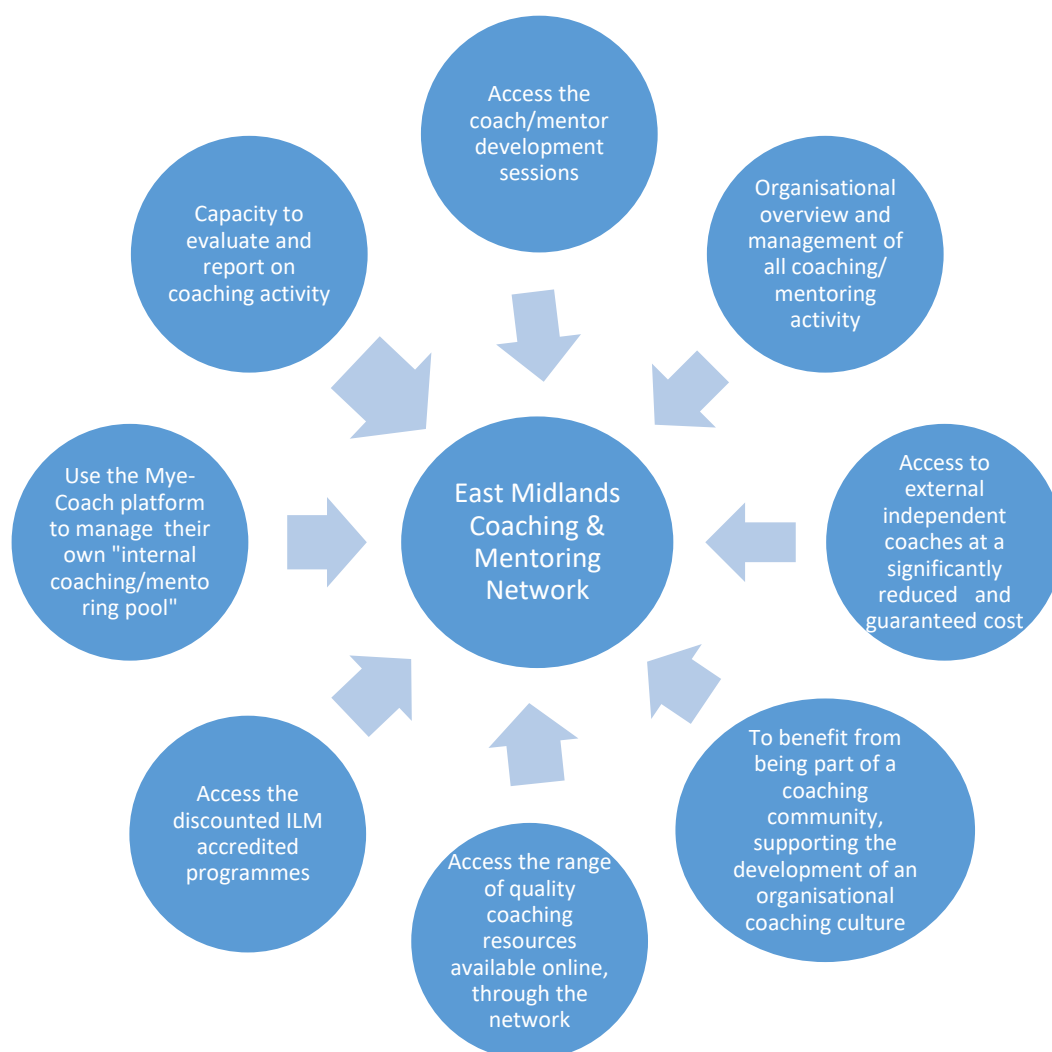 Access the
coach/mentor
development
sessions
Organisational
overview and
management of
all coaching/
mentoring
activity
Access to
external
independent
coaches at a
significantly
reduced and
guaranteed cost
To benefit from
being part of a
coaching
community,
supporting the
development of an
organisational
coaching culture
Access the range
of quality
coaching
resources
available online,
through the
network
Access the
discounted ILM
accredited
programmes
Use the Mye-
Coach platform
to manage their
own "internal
coaching/mento
ring pool"
Capacity to
evaluate and
report on
coaching activity
East Midlands
Coaching &
Mentoring
Network